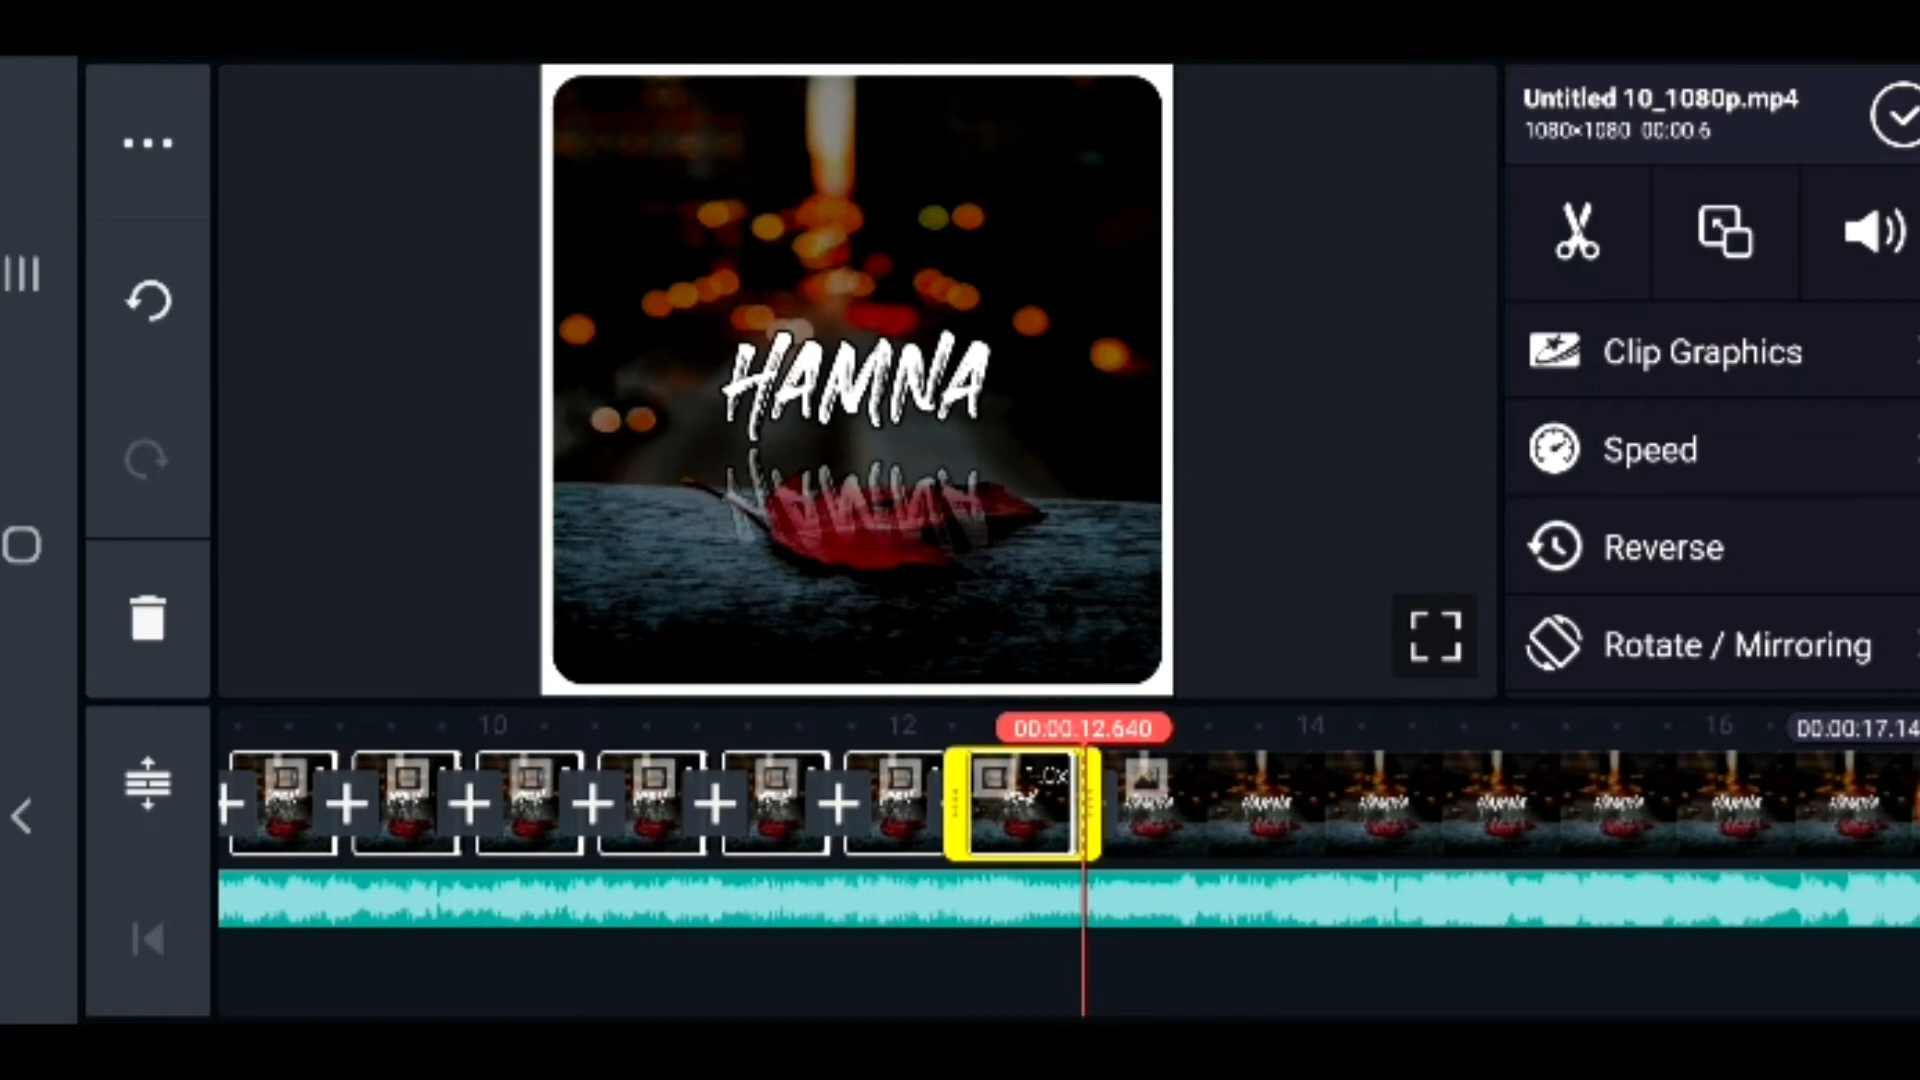 Untitled 10_1080p.mp4
1080×1080 00:00.6
HAMNA
Clip Graphics
Speed
Reverse
Rotate / Mirroring
10
12
00:00:12.640
14
16
00:00:17.14